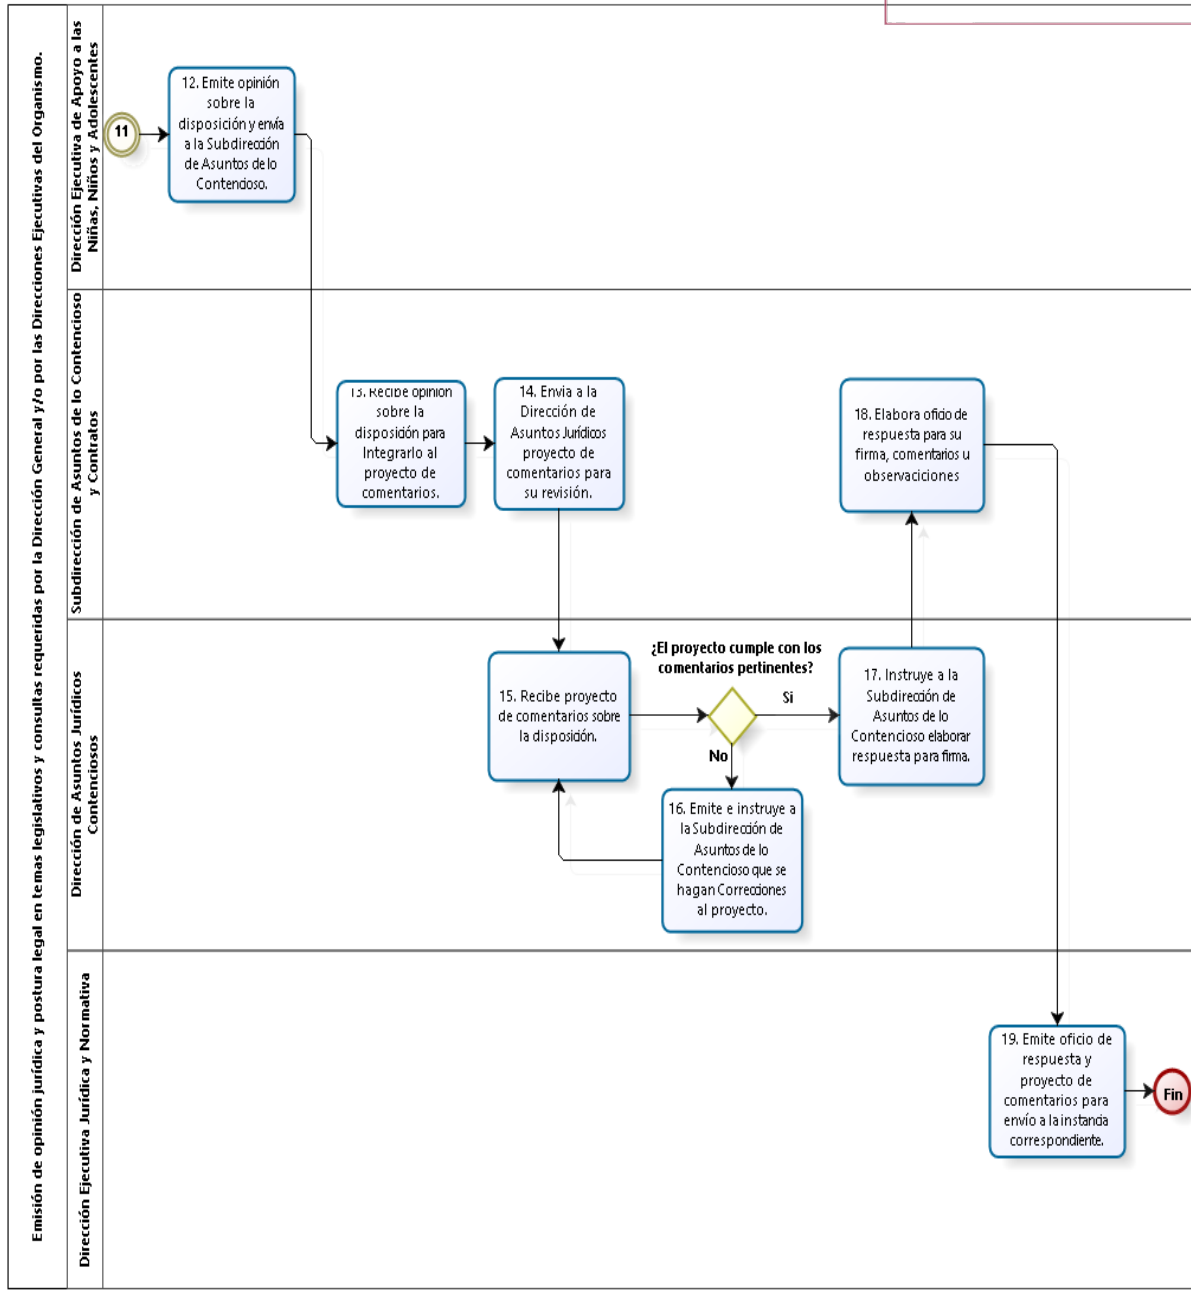 Emisión de opinión jurídica y postura legal en temas legislativos y consultas requeridas por la Dirección General y/o por las Direcciones Ejecutivas del Organismo.
Dirección Ejecutiva de Apoyo a las
Niñas, Niños y Adolescentes
11
12. Emite opinión
sobre la
disposición y envía
a la Subdirección
de Asuntos de lo
Contencioso.
Subdirección de Asuntos de lo Contencioso
y Contratos
13. Recibe opinión
sobre la
disposición para
Integrarlo al
proyecto de
comentarios.
14. Envia a la
Dirección de
Asuntos Jurídicos
proyecto de
comentarios para
su revisión.
18. Elabora oficio de
respuesta para su
firma, comentarios u
observaciciones
Dirección de Asuntos Jurídicos
Contenciosos
15. Recibe proyecto
de comentarios sobre
la disposición.
¿El proyecto cumple con los
comentarios pertinentes?
Si
No
16. Emite e instruye a
la Subdirección de
Asuntos de lo
Contencioso que se
hagan Correcciones
al proyecto.
17. Instruye a la
Subdirección de
Asuntos de lo
Contencioso elaborar
respuesta para firma.
Dirección Ejecutiva Jurídica y Normativa
19. Emite oficio de
respuesta y
proyecto de
comentarios para
envío a la instancia
correspondiente.
Fin